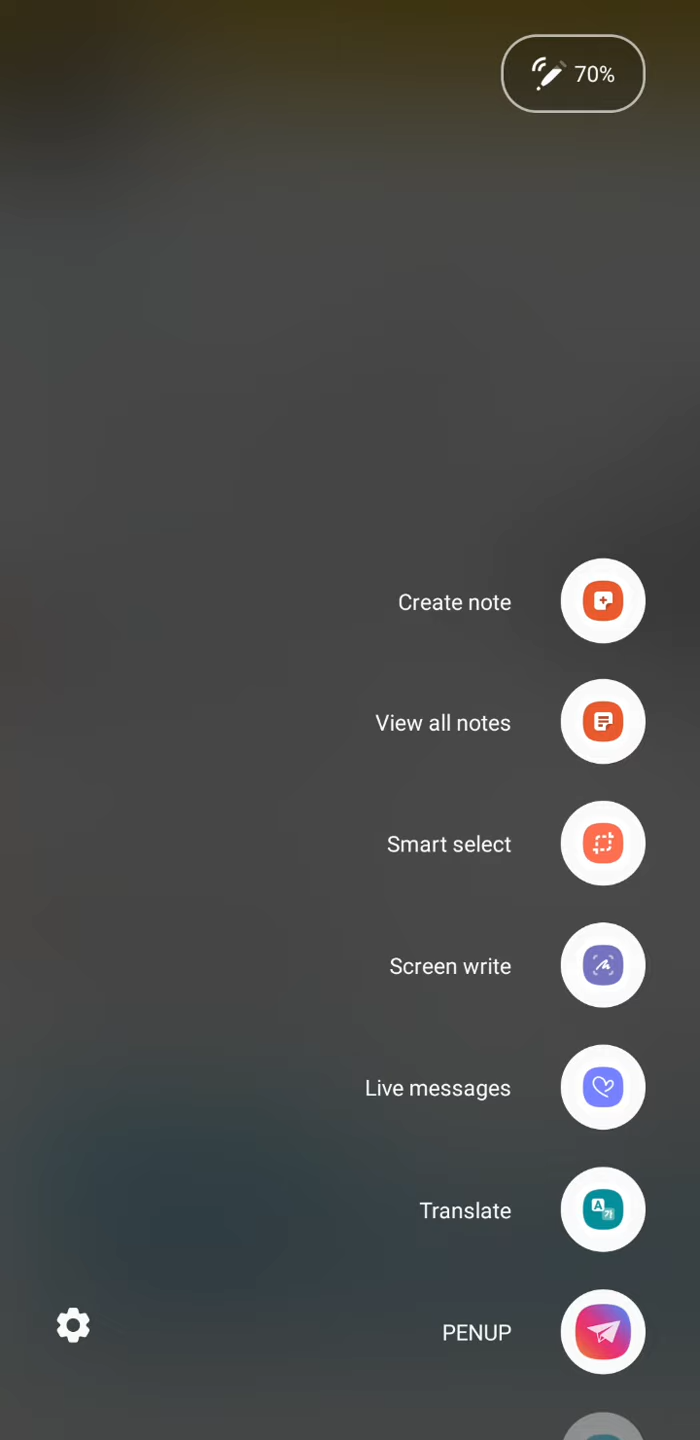 70%
Create note
View all notes
Smart select
Screen write
Live messages
Translate
PENUP